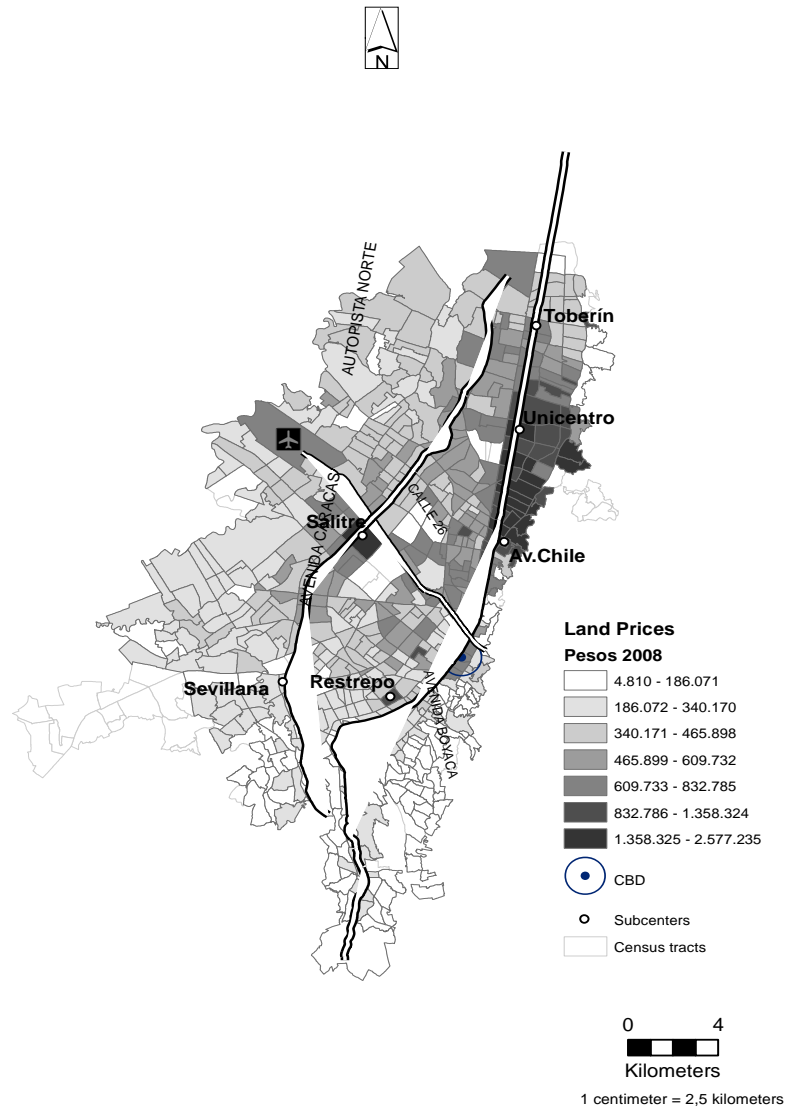 N
AUTOPISTA NORTE
Toberín
Unicentro
AVENIDA CARACAS
CALLE 26
Salitre
Av.Chile
Sevillana
Restrepo
AVENIDA BOYACA
Land Prices
Pesos 2008
4.810 - 186.071
186.072 - 340.170
340.171 - 465.898
465.899 - 609.732
609.733 - 832.785
832.786 - 1.358.324
1.358.325 - 2.577.235
CBD
Subcenters
Census tracts
0 4
Kilometers
1 centimeter = 2,5 kilometers